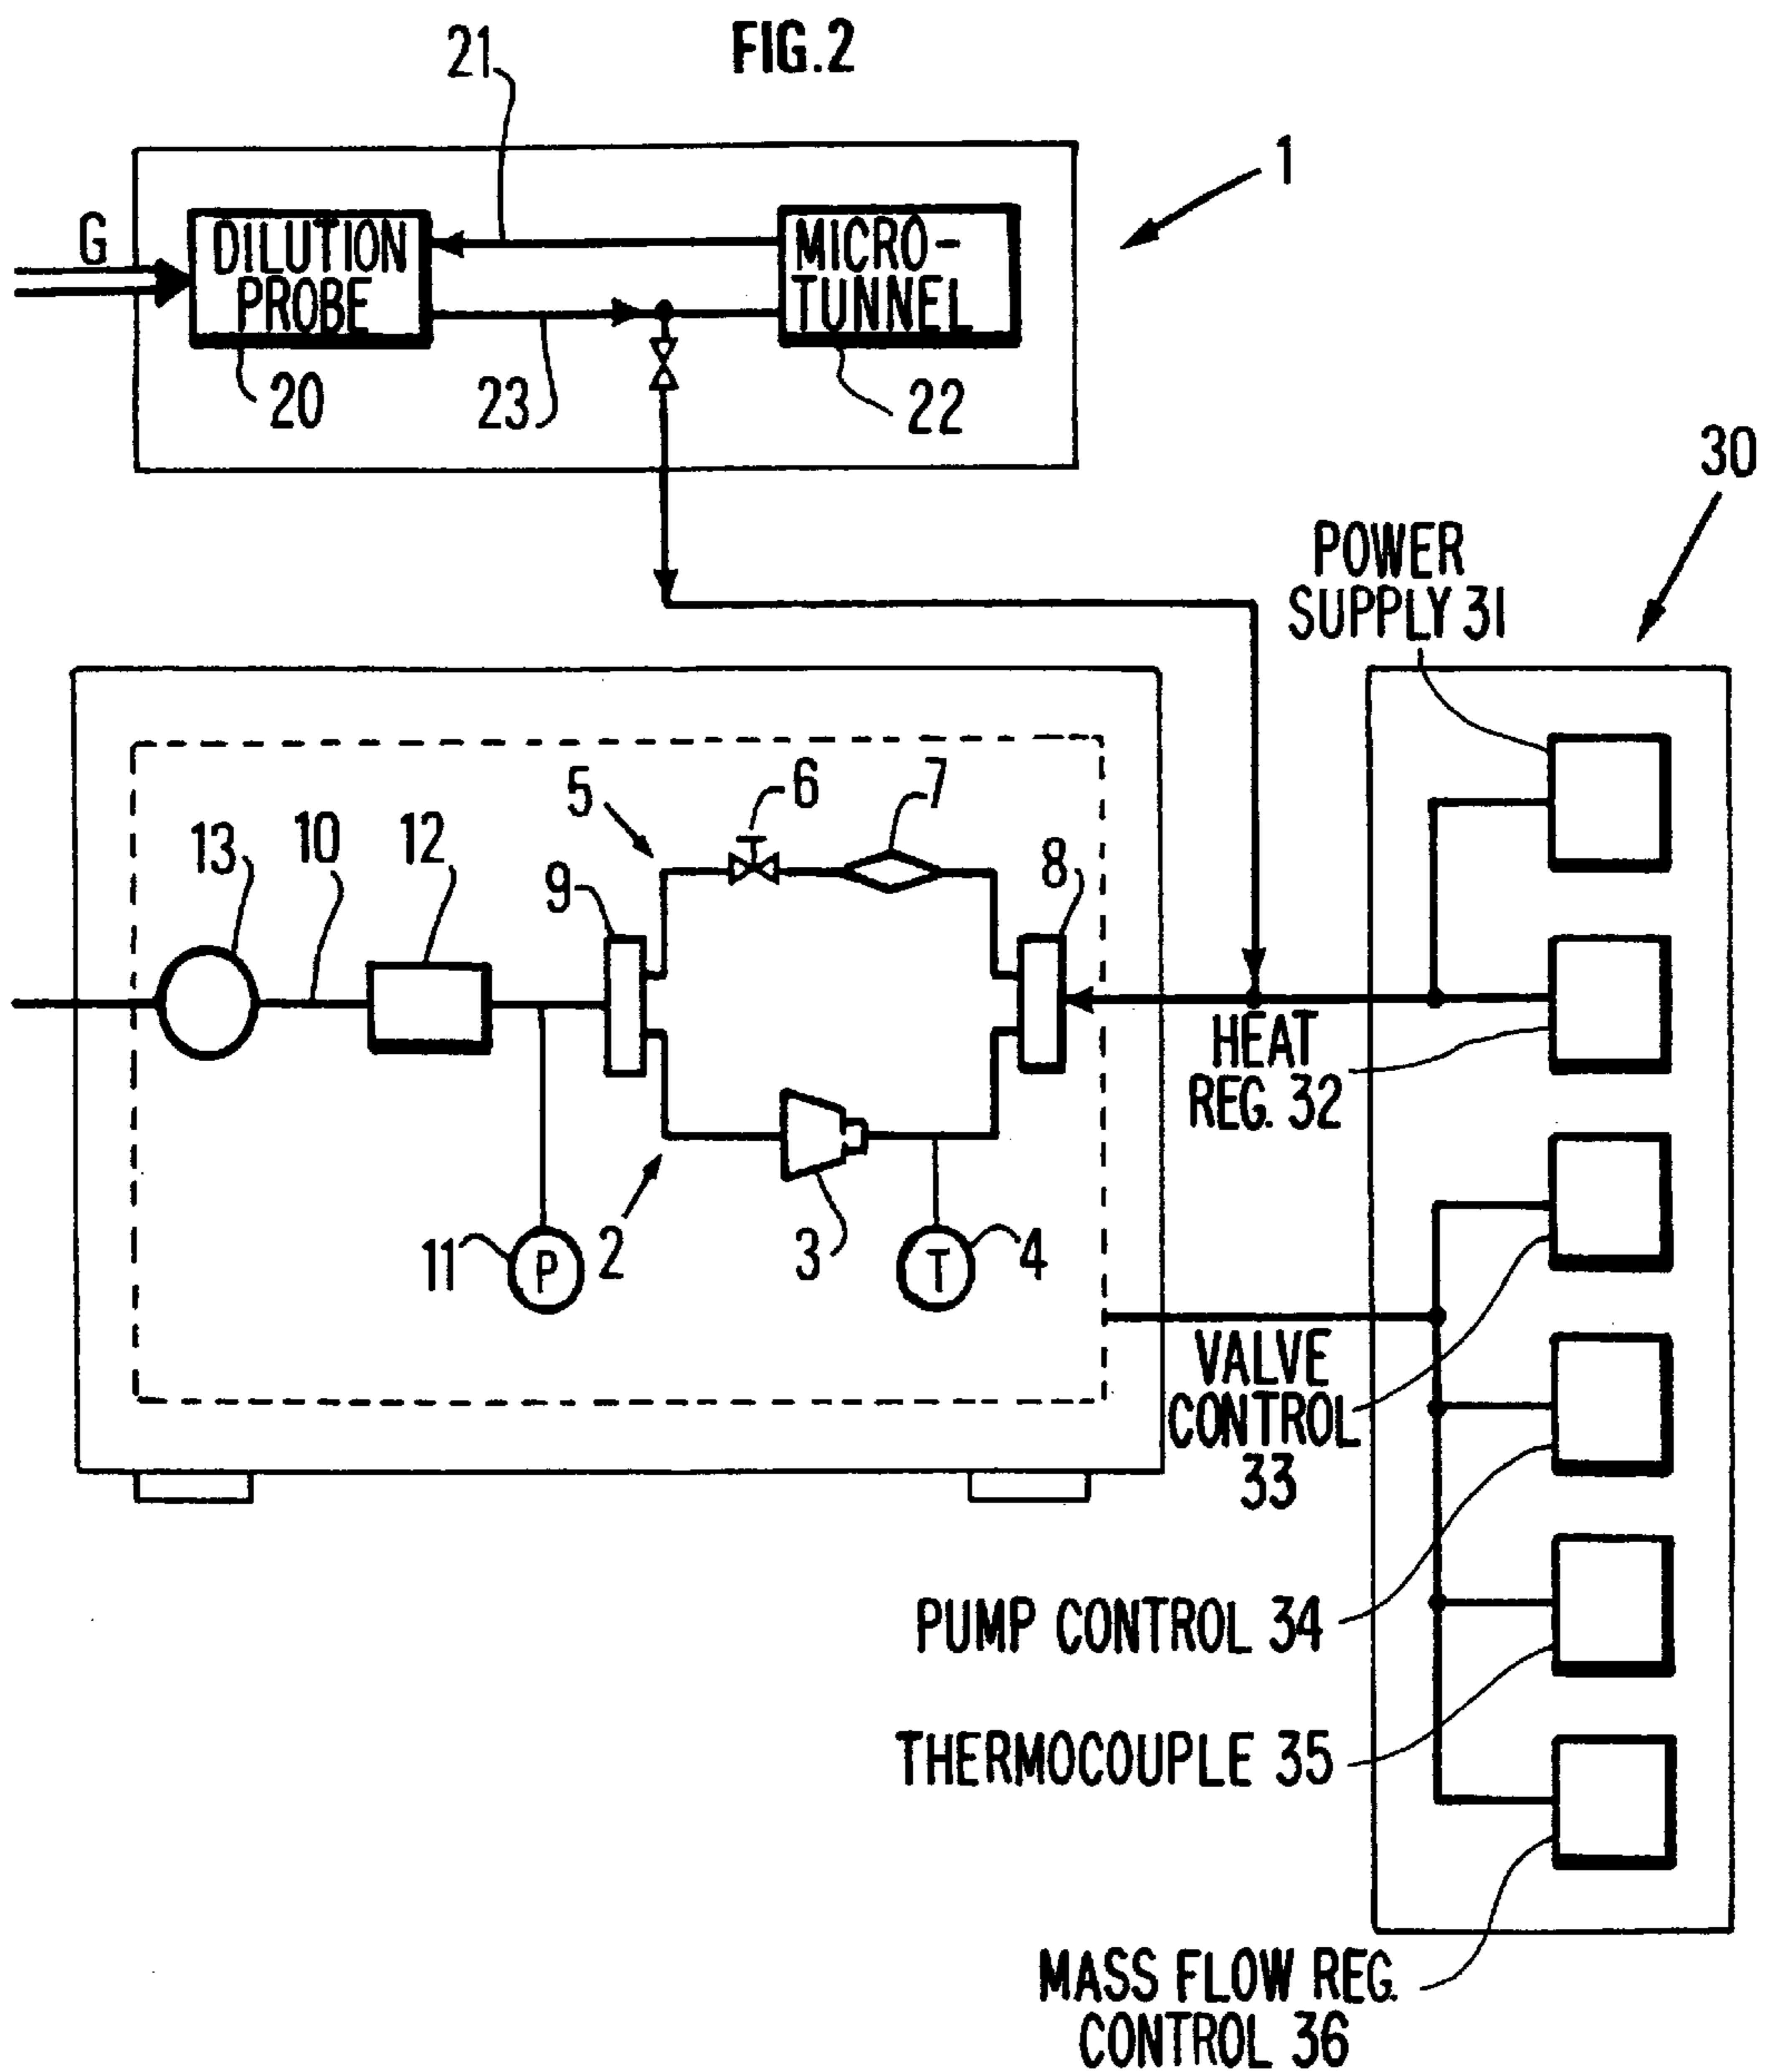 FIG.2
21
1
G
DILUTION
PROBE
MICRO-
TUNNEL
20
23
22
30
POWER
SUPPLY 31
5
6
7
13
10
12
9
8
HEAT
REG. 32
11
P
2
3
T
4
VALVE
CONTROL
33
PUMP CONTROL 34
THERMOCOUPLE 35
MASS FLOW REG.
CONTROL 36